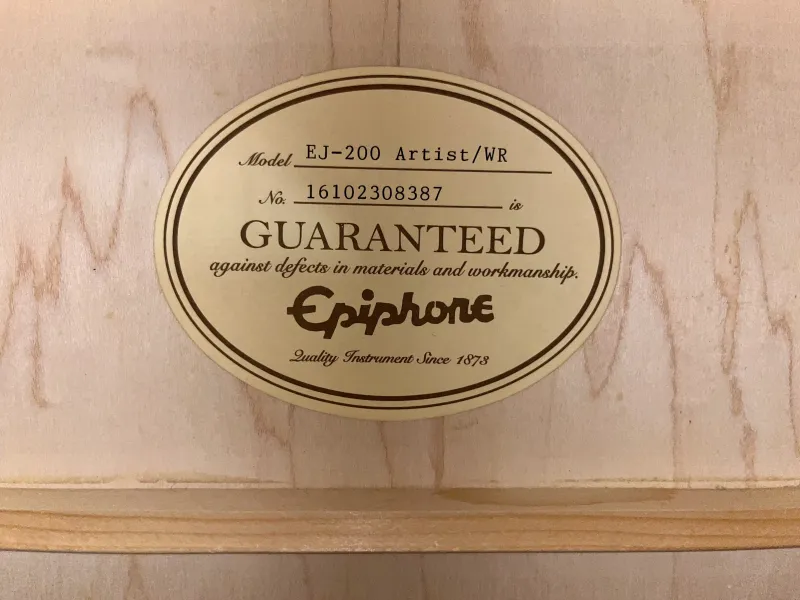 Model EJ-200 Artist/WR
No. 16102308387 is
GUARANTEED
against defects in materials and workmanship.
Epiphone
Quality Instrument Since 1873